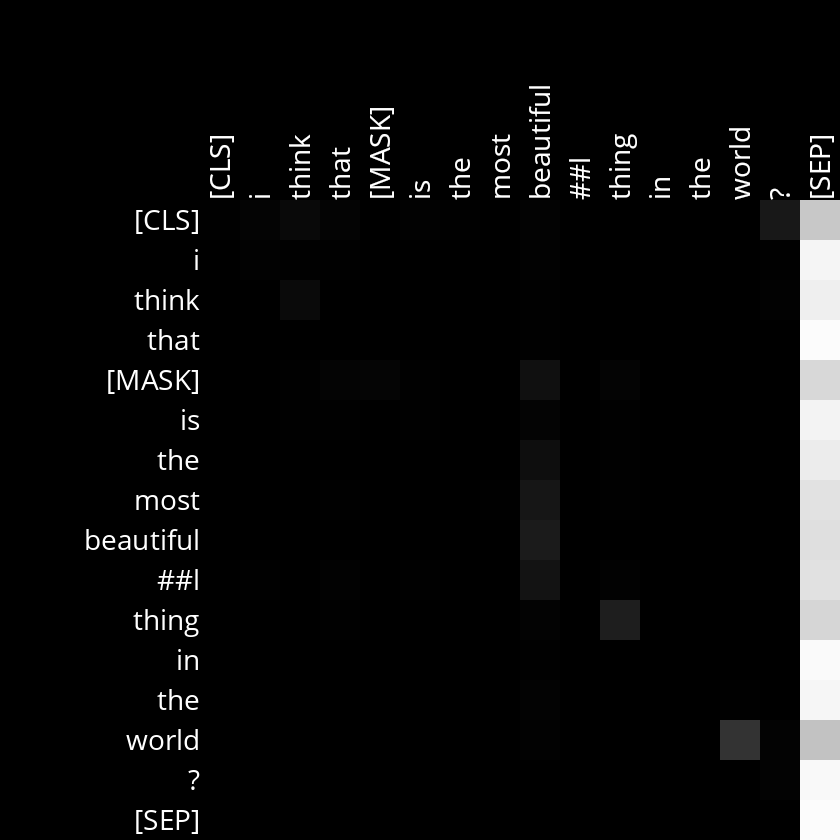 [CLS] i think that [MASK] is the most beautiful ##l thing in the world ? [SEP]
[CLS]
i
think
that
[MASK]
is
the
most
beautiful
##l
thing
in
the
world
?
[SEP]